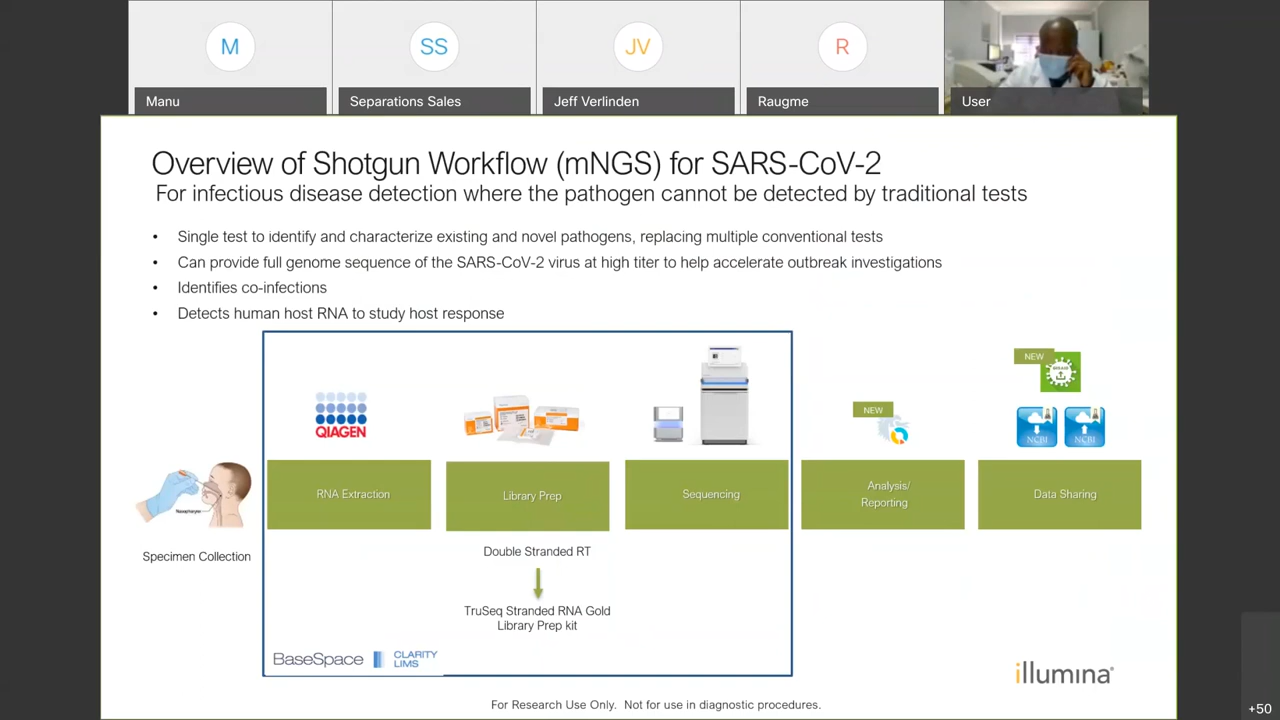 M
SS
JV
R
Manu
Separations Sales
Jeff Verlinden
Raugme
User
Overview of Shotgun Workflow (mNGS) for SARS-CoV-2
For infectious disease detection where the pathogen cannot be detected by traditional tests
• Single test to identify and characterize existing and novel pathogens, replacing multiple conventional tests
• Can provide full genome sequence of the SARS-CoV-2 virus at high titer to help accelerate outbreak investigations
• Identifies co-infections
• Detects human host RNA to study host response
NEW
QIAGEN
NEW
NCBI
NCBI
RNA Extraction
Library Prep
Sequencing
Analysis/
Reporting
Data Sharing
Specimen Collection
Double Stranded RT
TruSeq Stranded RNA Gold
Library Prep kit
BaseSpace
CLARITY
LIMS
illumina
For Research Use Only. Not for use in diagnostic procedures.
+50